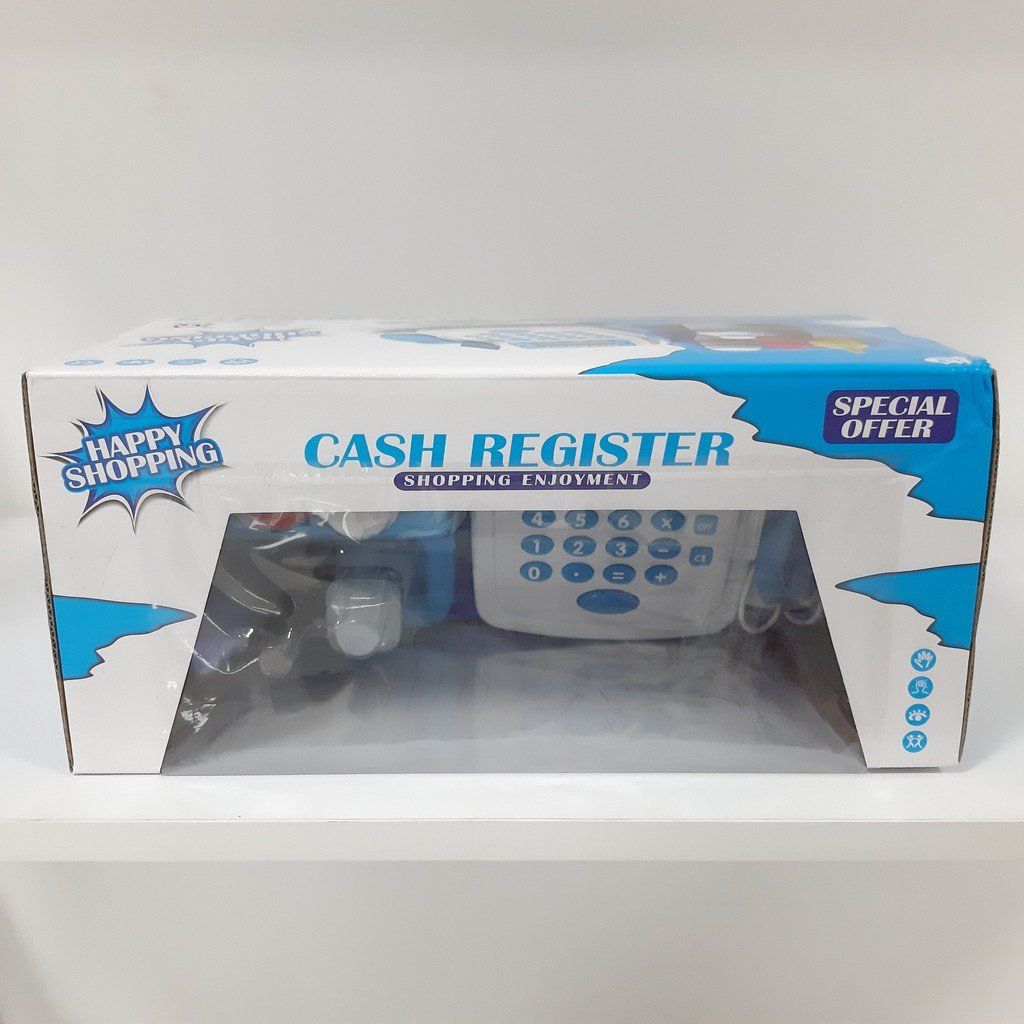 HAPPY
SHOPPING
CASH REGISTER
SHOPPING ENJOYMENT
SPECIAL
OFFER
4 5 6 x OFF
1 2 3 - CE
0 . = +